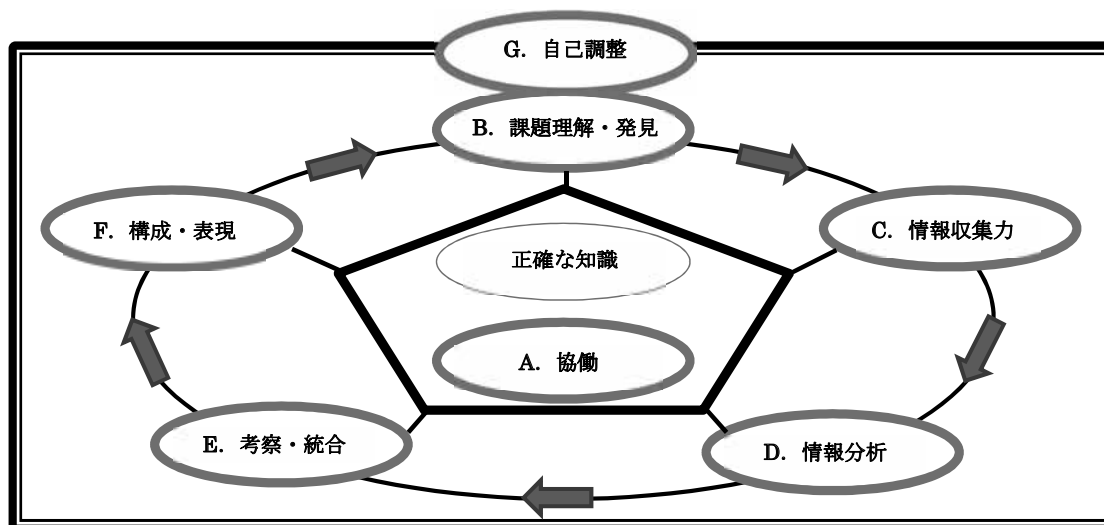 G. 自己調整
B. 課題理解・発見
F. 構成・表現
C. 情報収集力
正確な知識
A. 協働
E. 考察・統合
D. 情報分析